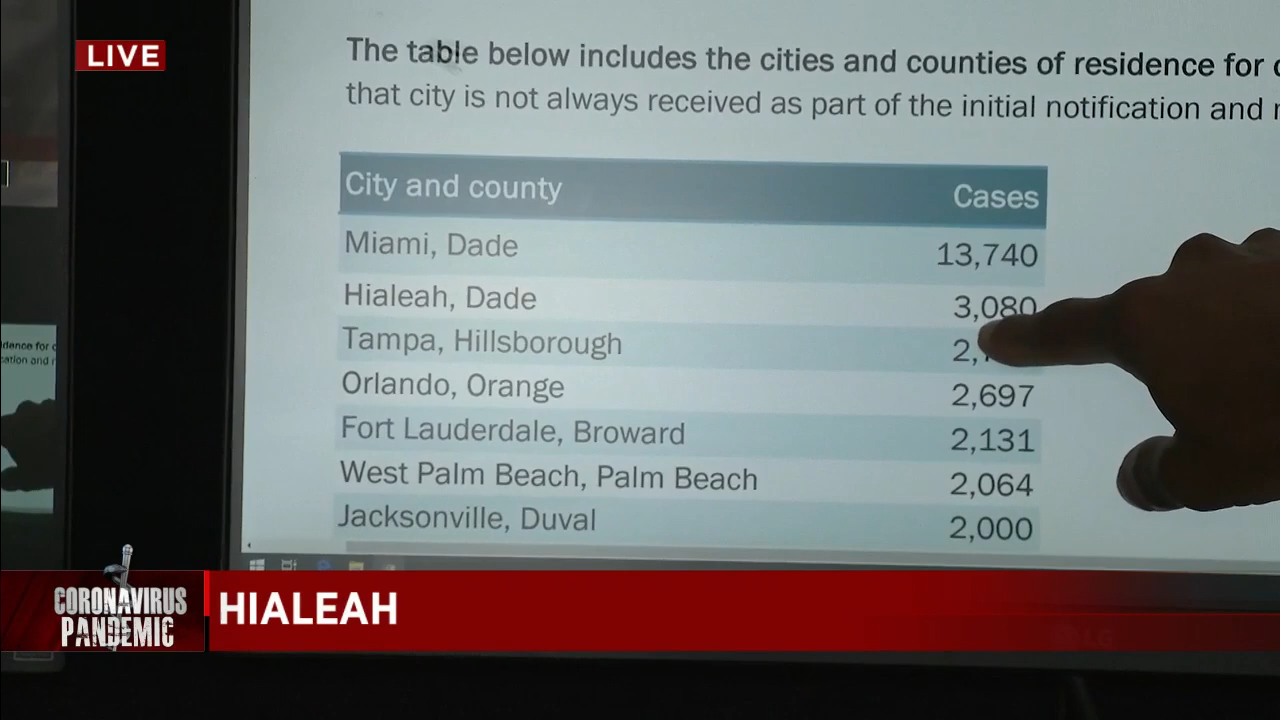 LIVE
The table below includes the cities and counties of residence for
that city is not always received as part of the initial notification and
City and county Cases
Miami, Dade 13,740
Hialeah, Dade 3,080
Tampa, Hillsborough
Orlando, Orange 2,697
Fort Lauderdale, Broward 2,131
West Palm Beach, Palm Beach 2,064
Jacksonville, Duval 2,000
CORONAVIRUS
PANDEMIC
HIALEAH
LG